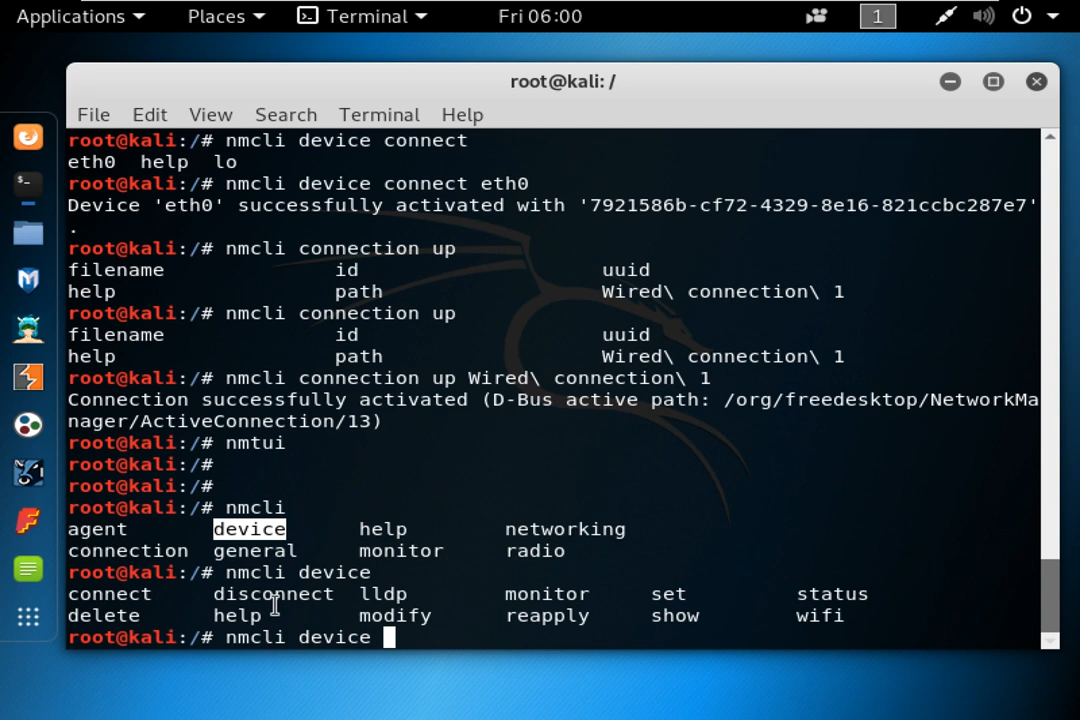 Applications Places Terminal Fri 06:00 1
root@kali: /
File Edit View Search Terminal Help
root@kali:/# nmcli device connect
eth0 help lo
root@kali:/# nmcli device connect eth0
Device 'eth0' successfully activated with '7921586b-cf72-4329-8e16-821ccbc287e7'
.
root@kali:/# nmcli connection up
filename id uuid
help path Wired\ connection\ 1
root@kali:/# nmcli connection up
filename id uuid
help path Wired\ connection\ 1
root@kali:/# nmcli connection up Wired\ connection\ 1
Connection successfully activated (D-Bus active path: /org/freedesktop/NetworkMa
nager/ActiveConnection/13)
root@kali:/# nmtui
root@kali:/#
root@kali:/#
root@kali:/# nmcli
agent device help networking
connection general monitor radio
root@kali:/# nmcli device
connect disconnect lldp monitor set status
delete help modify reapply show wifi
root@kali:/# nmcli device